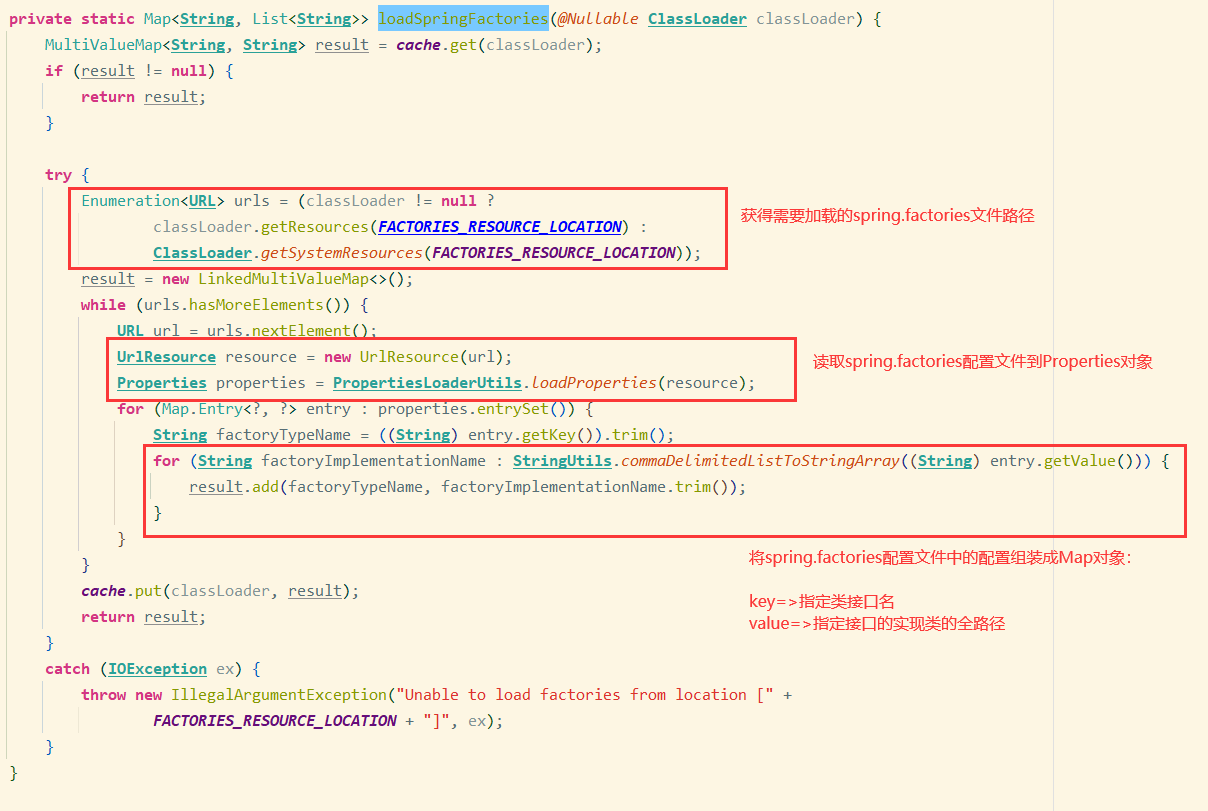 private static Map<String, List<String>> loadSpringFactories(@Nullable ClassLoader classLoader) {
MultiValueMap<String, String> result = cache.get(classLoader);
if (result != null) {
return result;
}
try {
Enumeration<URL> urls = (classLoader != null ?
获得需要加载的spring.factories文件路径
classLoader.getResources(FACTORIES_RESOURCE_LOCATION) :
ClassLoader.getSystemResources(FACTORIES_RESOURCE_LOCATION));
result = new LinkedMultiValueMap<>();
while (urls.hasMoreElements()) {
URL url = urls.nextElement();
UrlResource resource = new UrlResource(url);
读取spring.factories配置文件到Properties对象
Properties properties = PropertiesLoaderUtils.loadProperties(resource);
for (Map.Entry<?, ?> entry : properties.entrySet()) {
String factoryTypeName = ((String) entry.getKey()).trim();
for (String factoryImplementationName : StringUtils.commaDelimitedListToStringArray((String) entry.getValue())) {
result.add(factoryTypeName, factoryImplementationName.trim());
}
}
将spring.factories配置文件中的配置组装成Map对象：
}
cache.put(classLoader, result);
key=>指定类接口名
return result;
value=>指定接口的实现类的全路径
}
catch (IOException ex) {
throw new IllegalArgumentException("Unable to load factories from location [" +
FACTORIES_RESOURCE_LOCATION + "]", ex);
}
}